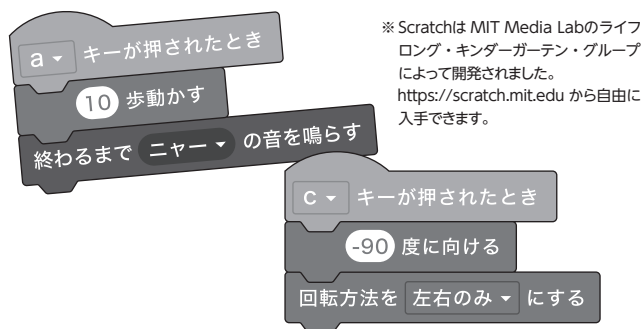 a キーが押されたとき
10 歩動かす
終わるまで ニャー の音を鳴らす
※ Scratchは MIT Media Labのライフ
ロング・キンダーガーテン・グループ
によって開発されました。
https://scratch.mit.edu から自由に
入手できます。
c キーが押されたとき
-90 度に向ける
回転方法を 左右のみ にする